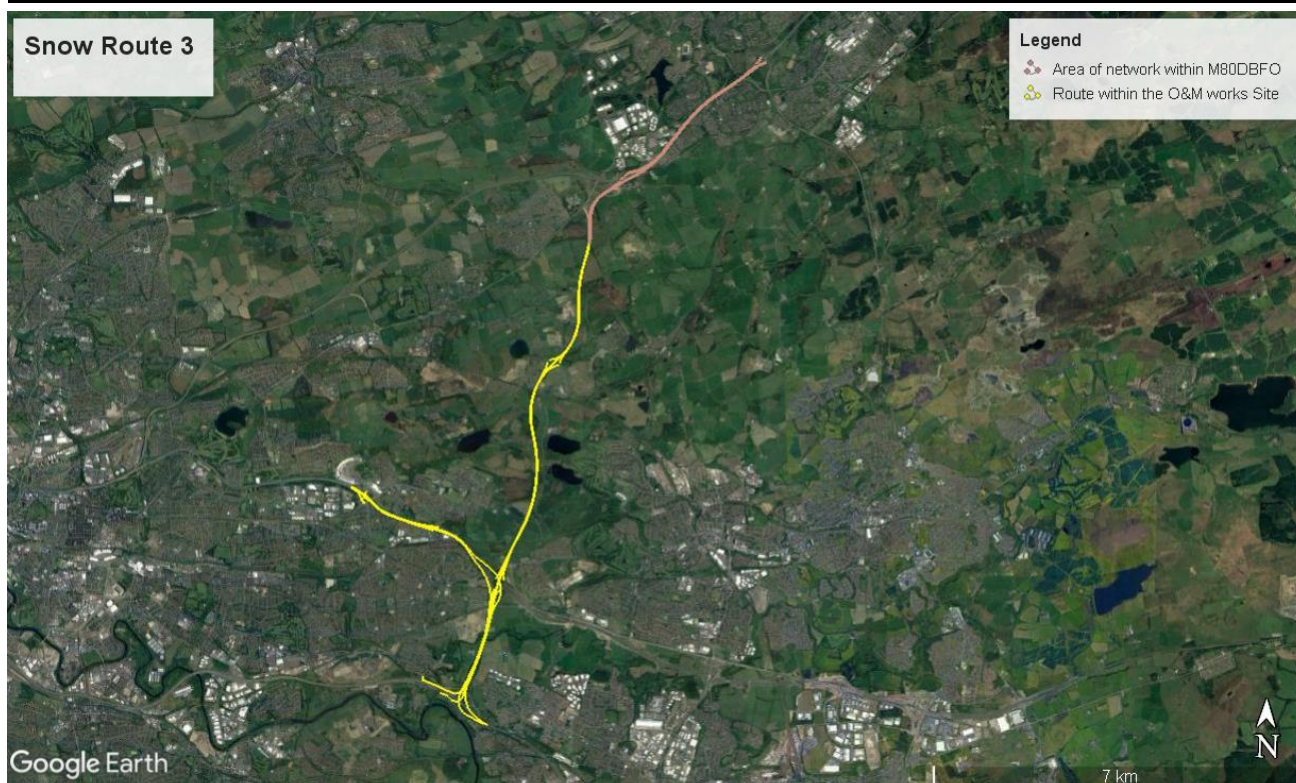 Snow Route 3
Legend
Area of network within M80DBFO
Route within the O&M works Site
Google Earth
N
7 km